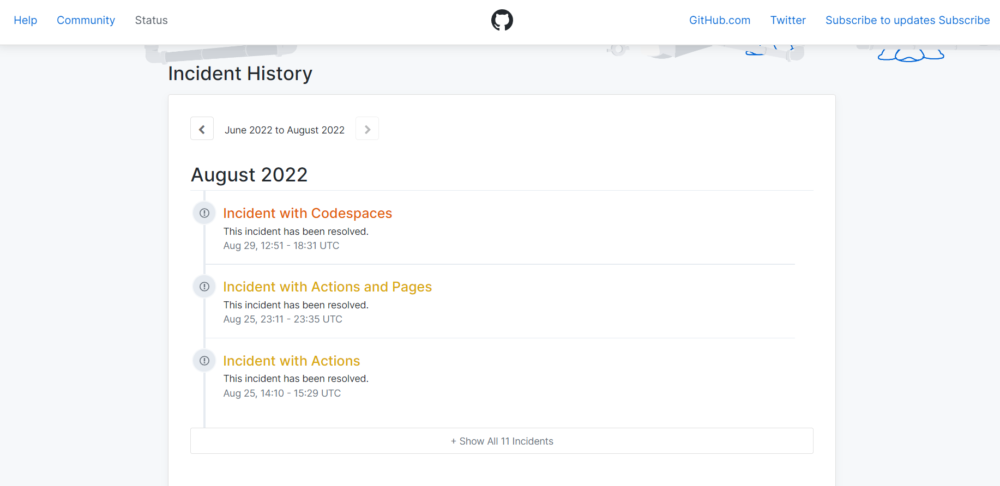 Help Community Status GitHub.com Twitter Subscribe to updates Subscribe
Incident History
June 2022 to August 2022
August 2022
Incident with Codespaces
This incident has been resolved.
Aug 29, 12:51 - 18:31 UTC
Incident with Actions and Pages
This incident has been resolved.
Aug 25, 23:11 - 23:35 UTC
Incident with Actions
This incident has been resolved.
Aug 25, 14:10 - 15:29 UTC
+ Show All 11 Incidents